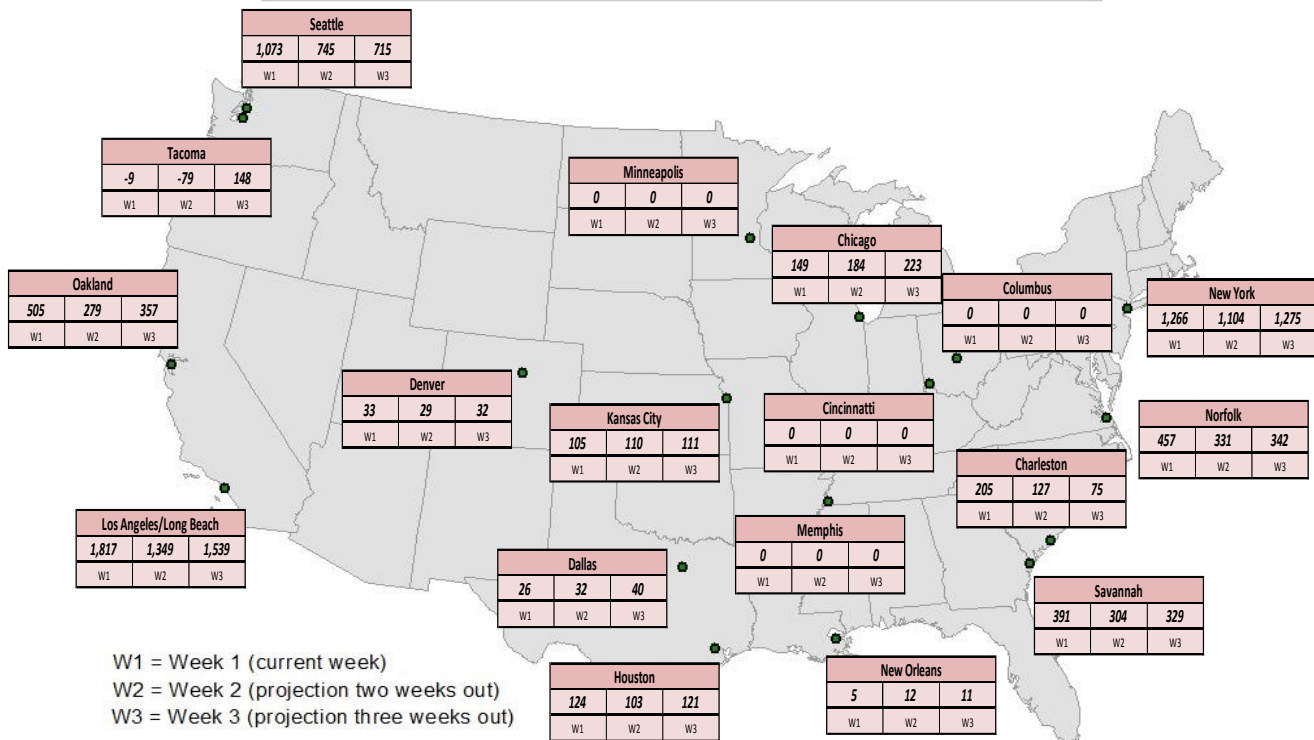 Seattle
1,073 745 715
W1 W2 W3
Tacoma
-9 -79 148
W1 W2 W3
Minneapolis
0 0 0
W1 W2 W3
Chicago
149 184 223
W1 W2 W3
Oakland
505 279 357
W1 W2 W3
Columbus
0 0 0
W1 W2 W3
New York
1,266 1,104 1,275
W1 W2 W3
Denver
33 29 32
W1 W2 W3
Kansas City
105 110 111
W1 W2 W3
Cincinnatti
0 0 0
W1 W2 W3
Norfolk
457 331 342
W1 W2 W3
Charleston
205 127 75
W1 W2 W3
Los Angeles/Long Beach
1,817 1,349 1,539
W1 W2 W3
Memphis
0 0 0
W1 W2 W3
Dallas
26 32 40
W1 W2 W3
Savannah
391 304 329
W1 W2 W3
Houston
124 103 121
W1 W2 W3
New Orleans
5 12 11
W1 W2 W3
W1 = Week 1 (current week)
W2 = Week 2 (projection two weeks out)
W3 = Week 3 (projection three weeks out)